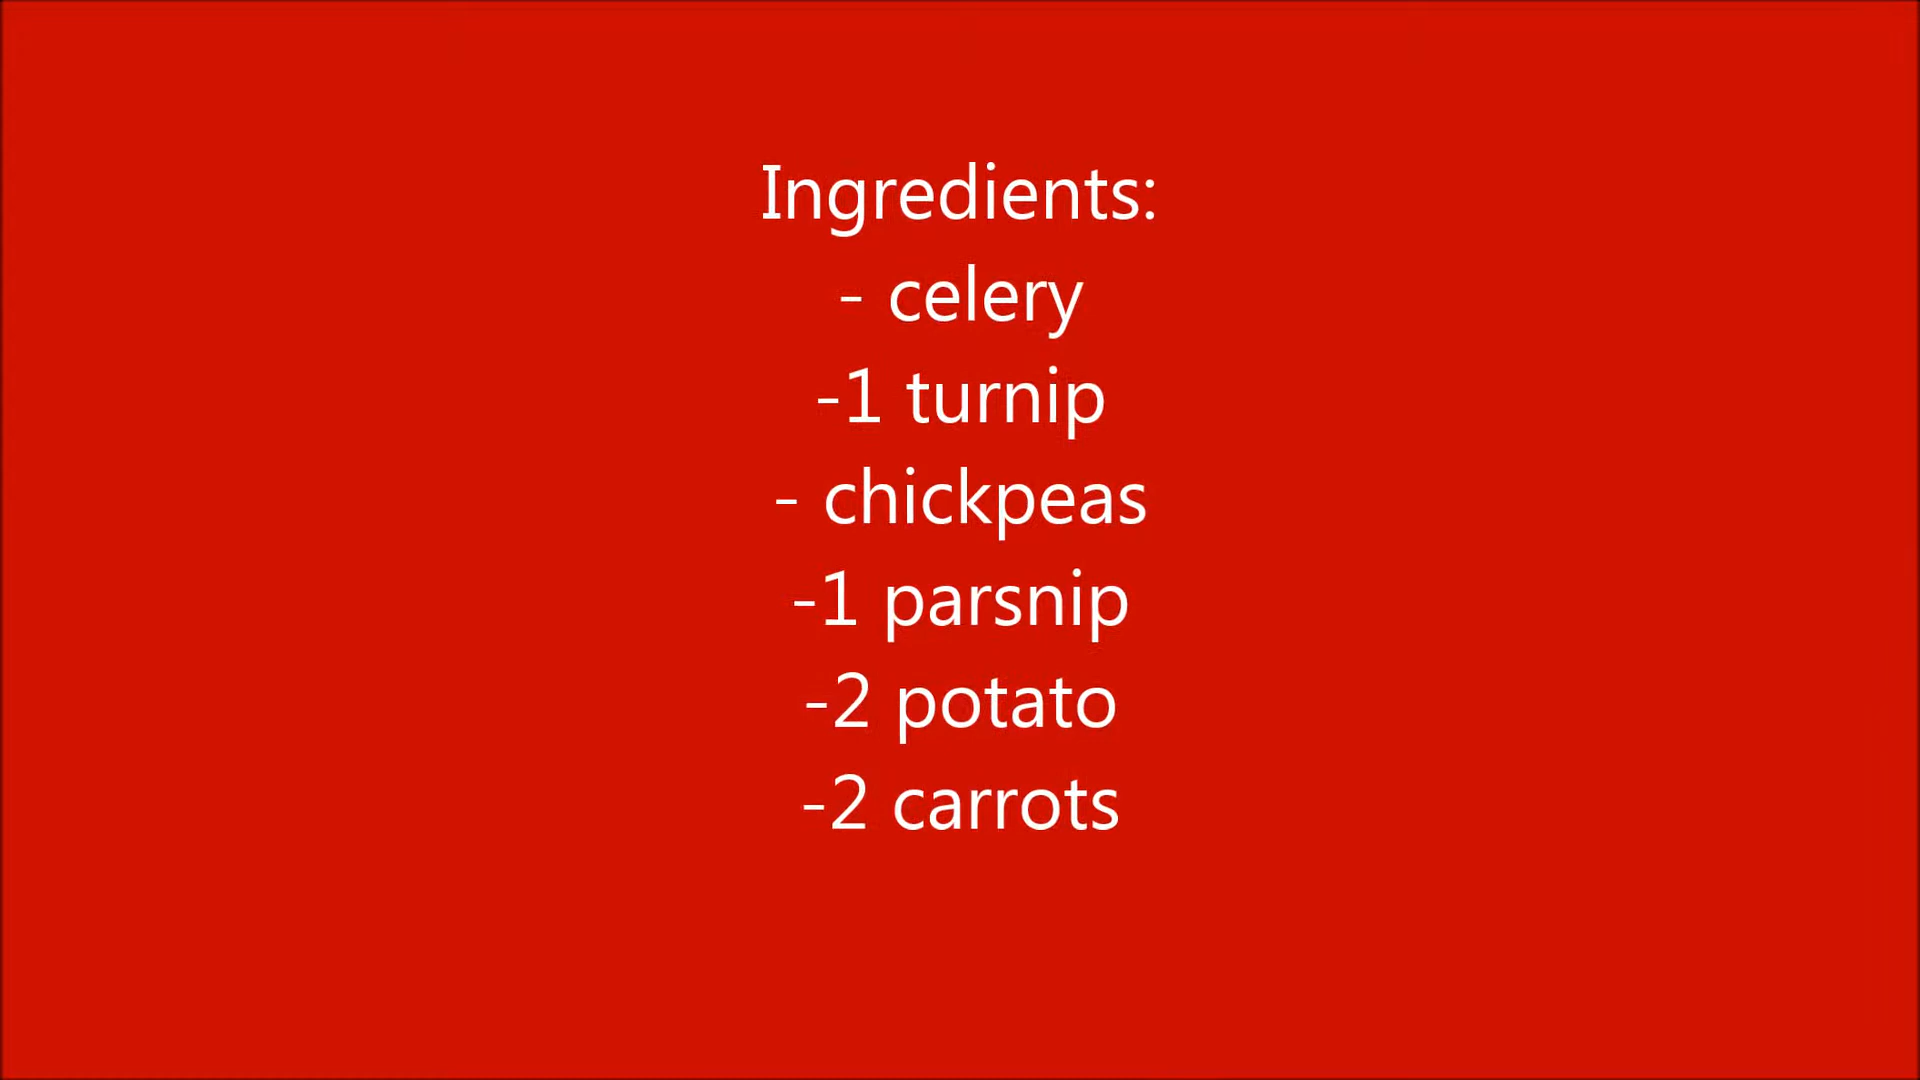 Ingredients:
- celery
-1 turnip
- chickpeas
-1 parsnip
-2 potato
-2 carrots